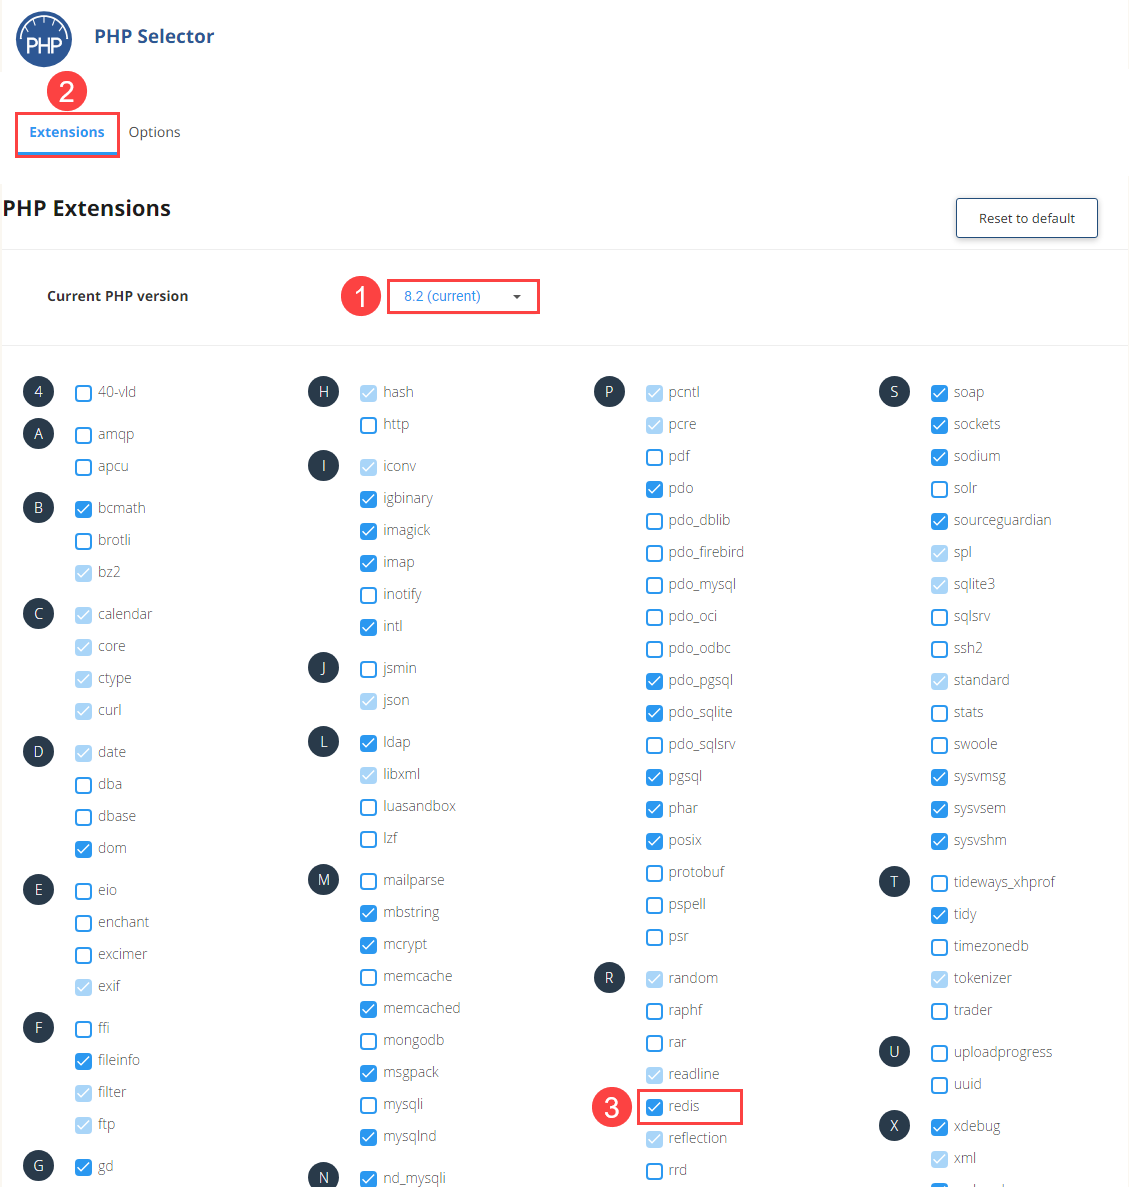 PHP
PHP Selector
2
Extensions
Options
PHP Extensions
Reset to default
Current PHP version
1
8.2 (current)
4
40-vld
A
amqp
apcu
B
bcmath
brotli
bz2
C
calendar
core
ctype
curl
D
date
dba
dbase
dom
E
eio
enchant
excimer
exif
F
ffi
fileinfo
filter
ftp
G
gd
H
hash
http
I
iconv
igbinary
imagick
imap
inotify
intl
J
jsmin
json
L
ldap
libxml
luasandbox
lzf
M
mailparse
mbstring
mcrypt
memcache
memcached
mongodb
msgpack
mysqli
mysqlnd
N
nd_mysqli
P
pcntl
pcre
pdf
pdo
pdo_dblib
pdo_firebird
pdo_mysql
pdo_oci
pdo_odbc
pdo_pgsql
pdo_sqlite
pdo_sqlsrv
pgsql
phar
posix
protobuf
pspell
psr
R
random
raphf
rar
readline
3
redis
reflection
rrd
S
soap
sockets
sodium
solr
sourceguardian
spl
sqlite3
sqlsrv
ssh2
standard
stats
swoole
sysvmsg
sysvsem
sysvshm
T
tideways_xhprof
tidy
timezonedb
tokenizer
trader
U
uploadprogress
uuid
X
xdebug
xml